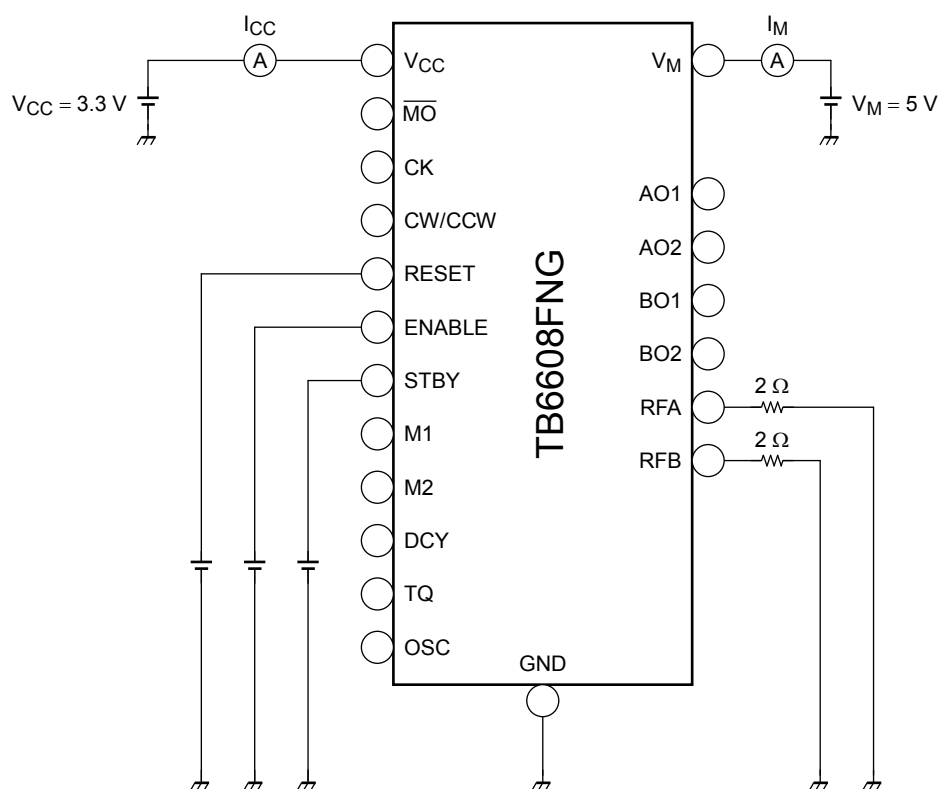 I_CC
I_M
V_CC
V_M
V_CC = 3.3 V
V_M = 5 V
M̅O̅
CK
AO1
CW/CCW
AO2
RESET
BO1
ENABLE
BO2
STBY
RFA
2 Ω
M1
RFB
2 Ω
M2
DCY
TQ
OSC
GND
TB6608FNG
A
A